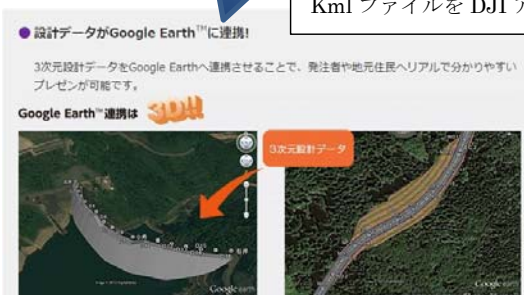 Kml ファイルを DJI ア
●設計データがGoogle Earth™に連携!
3次元設計データをGoogle Earthへ連携させることで、発注者や地元住民へリアルで分かりやすい
プレゼンが可能です。
Google Earth™連携は 3D!!
3次元設計データ
Google earth
Google earth